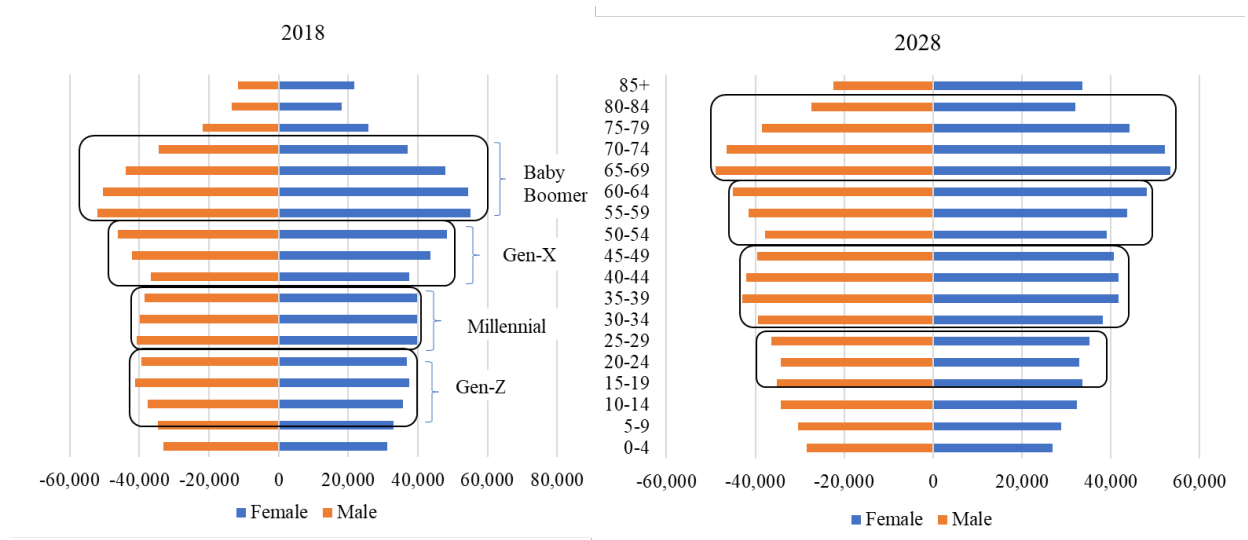 2018
Baby
Boomer
Gen-X
Millennial
Gen-Z
-60,000 -40,000 -20,000 0 20,000 40,000 60,000 80,000
Female Male
2028
85+
80-84
75-79
70-74
65-69
60-64
55-59
50-54
45-49
40-44
35-39
30-34
25-29
20-24
15-19
10-14
5-9
0-4
-60,000 -40,000 -20,000 0 20,000 40,000 60,000
Female Male